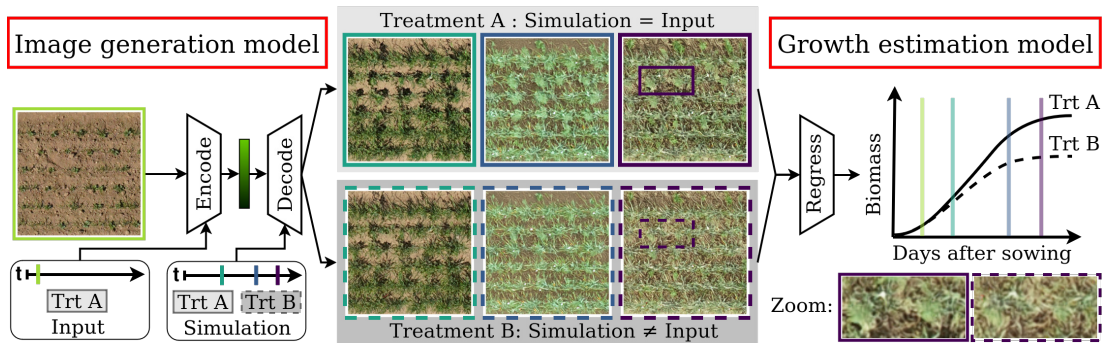 Image generation model
Treatment A : Simulation = Input
Growth estimation model
Encode
Decode
t
Trt A
Input
t
Trt A
Trt B
Simulation
Treatment B: Simulation ≠ Input
Regress
Biomass
Trt A
Trt B
Days after sowing
Zoom: